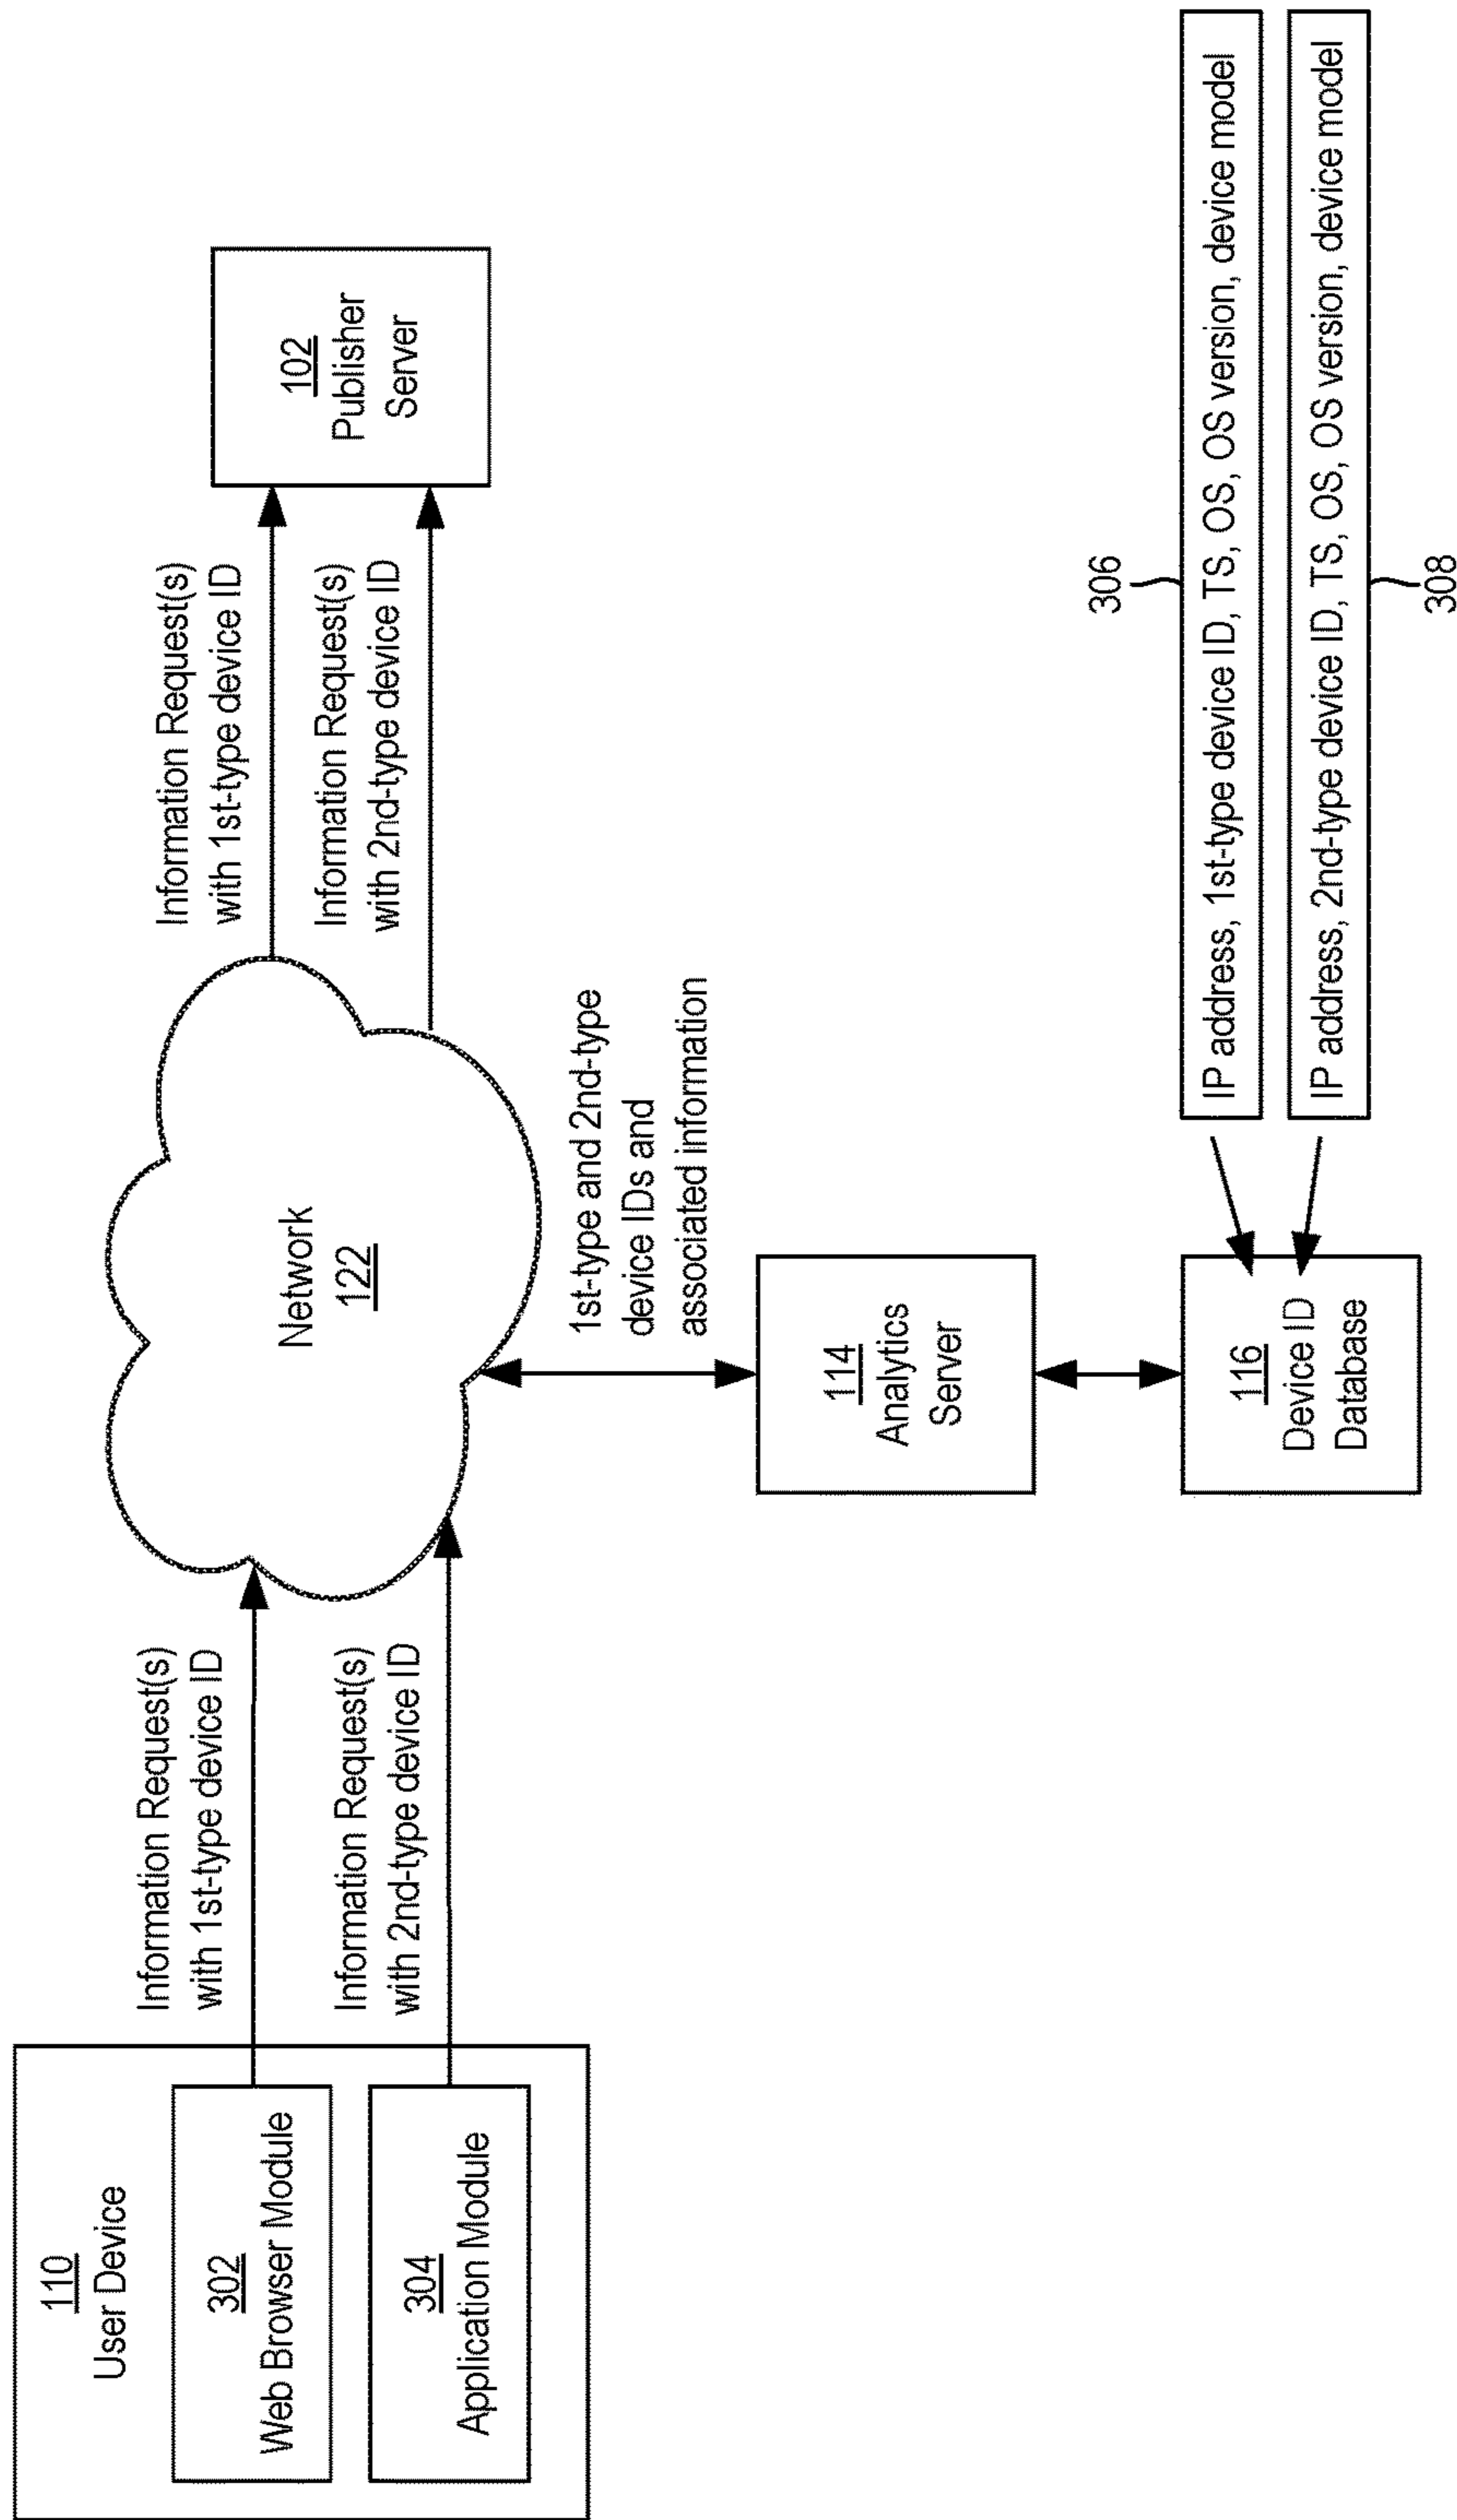 110
User Device
302
Web Browser Module
304
Application Module
Information Request(s)
with 1st-type device ID
Information Request(s)
with 2nd-type device ID
Network
122
Information Request(s)
with 1st-type device ID
Information Request(s)
with 2nd-type device ID
102
Publisher
Server
1st-type and 2nd-type
device IDs and
associated information
114
Analytics
Server
116
Device ID
Database
306
IP address, 1st-type device ID, TS, OS, OS version, device model
IP address, 2nd-type device ID, TS, OS, OS version, device model
308